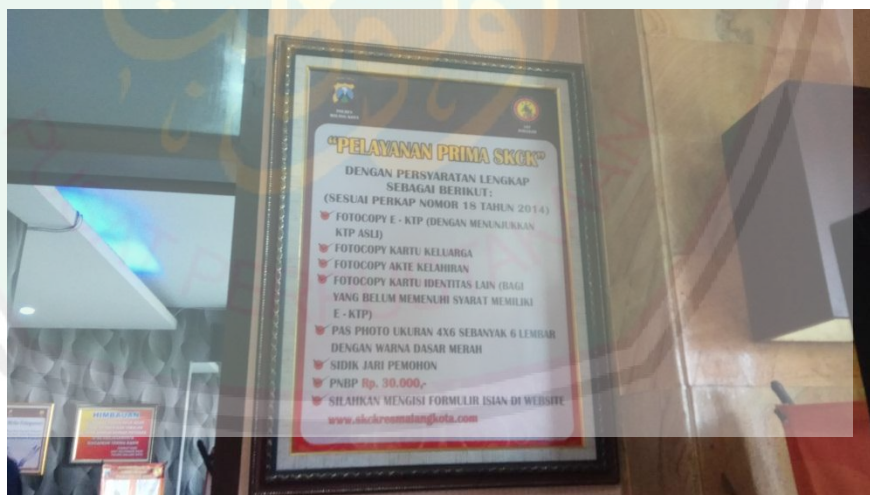 "PELAYANAN PRIMA SKCK"
DENGAN PERSYARATAN LENGKAP
SEBAGAI BERIKUT :
(SESUAI PERKAP NOMOR 18 TAHUN 2014)
FOTOCOPY E - KTP (DENGAN MENUNJUKKAN
KTP ASLI)
FOTOCOPY KARTU KELUARGA
FOTOCOPY AKTE KELAHIRAN
FOTOCOPY KARTU IDENTITAS LAIN (BAGI
YANG BELUM MEMENUHI SYARAT MEMILIKI
E - KTP)
PAS PHOTO UKURAN 4X6 SEBANYAK 6 LEMBAR
DENGAN WARNA DASAR MERAH
SIDIK JARI PEMOHON
PNBP Rp. 30.000,-
SILAHKAN MENGISI FORMULIR ISIAN DI WEBSITE
www.skckresmalangkota.com
HIMBAUAN